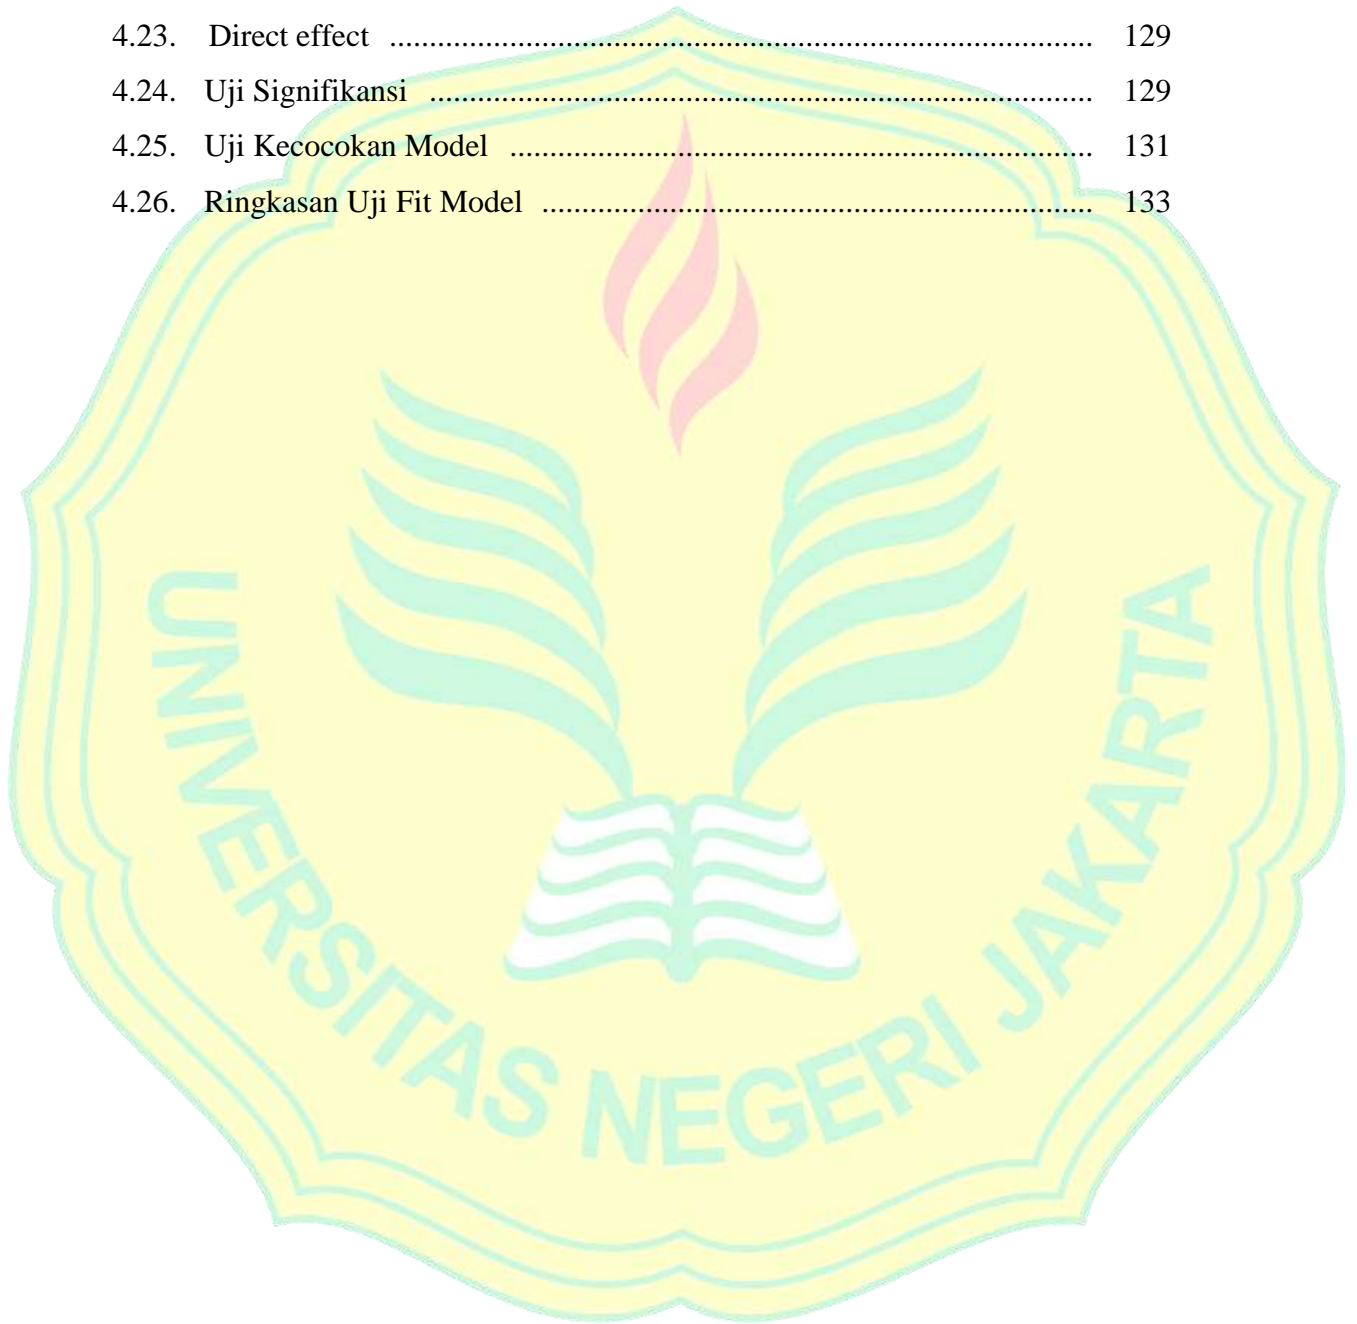 4.23. Direct effect ........................................................................................ 129
4.24. Uji Signifikansi ................................................................................... 129
4.25. Uji Kecocokan Model ......................................................................... 131
4.26. Ringkasan Uji Fit Model ..................................................................... 133
UNIVERSITAS NEGERI JAKARTA